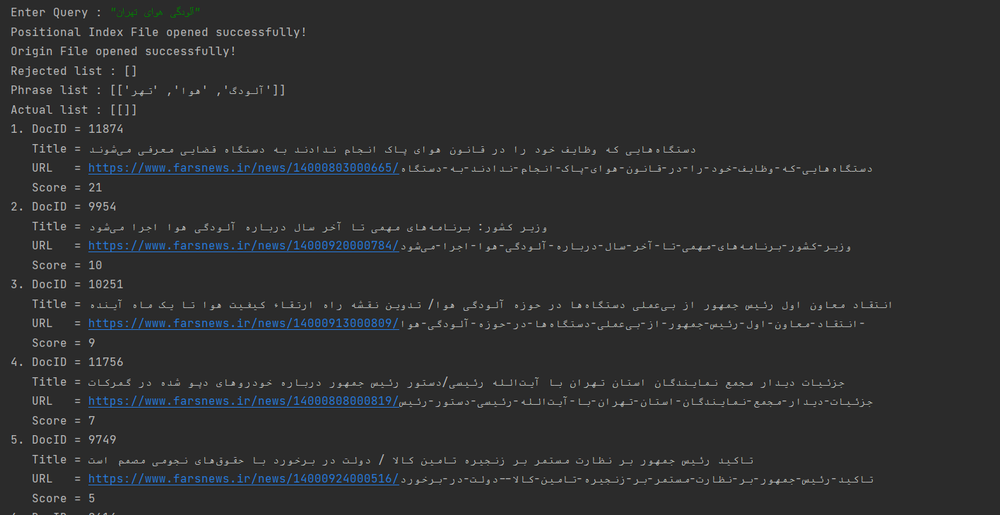 Enter Query : "آلودگی هوای تهران"
Positional Index File opened successfully!
Origin File opened successfully!
Rejected list : []
Phrase list : [['آلودگ', 'هوا', 'تهر']]
Actual list : [[]]
1. DocID = 11874
Title = دستگاه‌هایی که وظایف خود را در قانون هوای پاک انجام ندادند به دستگاه قضایی معرفی می‌شوند
URL = https://www.farsnews.ir/news/14000803000665/دستگاه‌هایی-که-وظایف-خود-را-در-قانون-هوای-پاک-انجام-ندادند-به-دستگاه
Score = 21
2. DocID = 9954
Title = وزیر کشور: برنامه‌های مهمی تا آخر سال درباره آلودگی هوا اجرا می‌شود
URL = https://www.farsnews.ir/news/14000920000784/وزیر-کشور-برنامه‌های-مهمی-تا-آخر-سال-درباره-آلودگی-هوا-اجرا-می‌شود
Score = 10
3. DocID = 10251
Title = انتقاد معاون اول رئیس جمهور از بی‌عملی دستگاه‌ها در حوزه آلودگی هوا/ تدوین نقشه راه ارتقاء کیفیت هوا تا یک ماه آینده
URL = https://www.farsnews.ir/news/14000913000809/انتقاد-معاون-اول-رئیس-جمهور-از-بی‌عملی-دستگاه‌ها-در-حوزه-آلودگی-هوا-
Score = 9
4. DocID = 11756
Title = جزئیات دیدار مجمع نمایندگان استان تهران با آیت‌الله رئیسی/دستور رئیس جمهور درباره خودروهای دپو شده در گمرکات
URL = https://www.farsnews.ir/news/14000808000819/جزئیات-دیدار-مجمع-نمایندگان-استان-تهران-با-آیت‌الله-رئیسی-دستور-رئیس
Score = 7
5. DocID = 9749
Title = تاکید رئیس جمهور بر نظارت مستمر بر زنجیره تامین کالا / دولت در برخورد با حقوق‌های نجومی مصمم است
URL = https://www.farsnews.ir/news/14000924000516/تاکید-رئیس-جمهور-بر-نظارت-مستمر-بر-زنجیره-تامین-کالا--دولت-در-برخورد
Score = 5